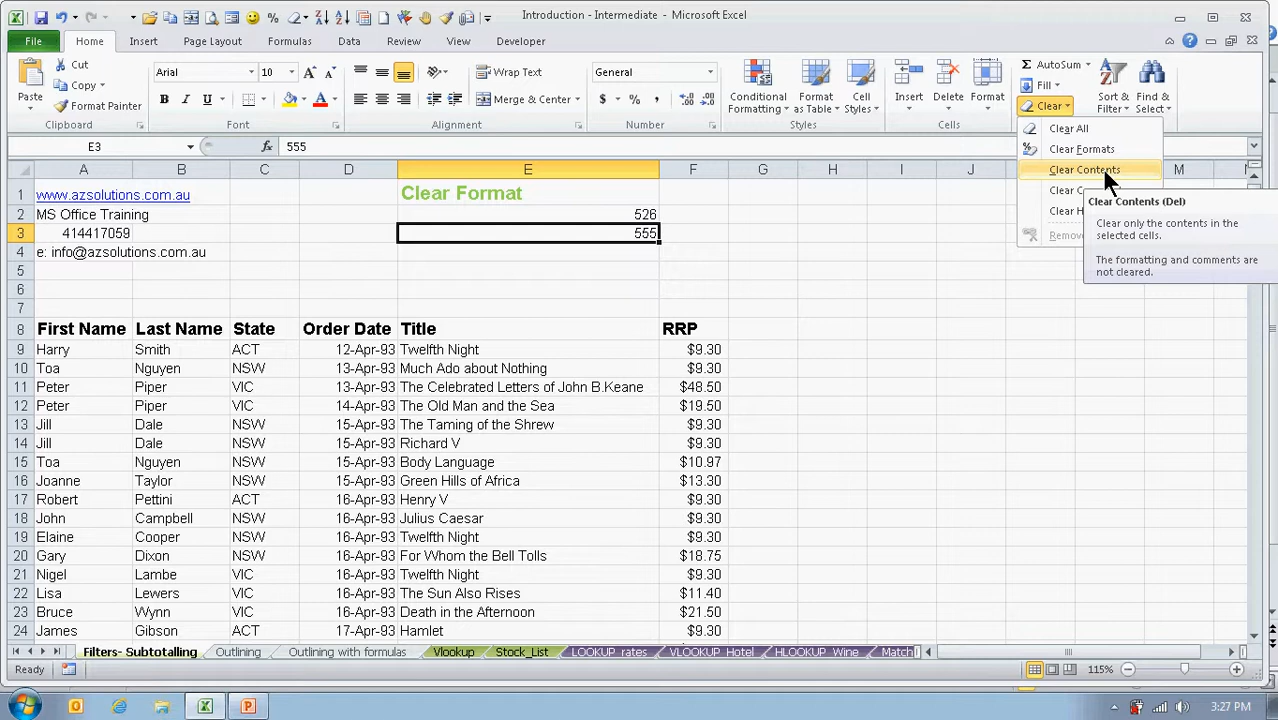 Introduction - Intermediate - Microsoft Excel
File Home Insert Page Layout Formulas Data Review View Developer
Paste
Cut
Copy
Format Painter
Clipboard
Arial 10
B I U
Font
Wrap Text
Merge & Center
Alignment
General
$ % ,
Number
Conditional Formatting
Format as Table
Cell Styles
Styles
Insert Delete Format
Cells
AutoSum
Fill
Clear
Sort & Filter
Find & Select
Clear All
Clear Formats
Clear Contents
Clear C
Clear H
Remov
Clear Contents (Del)
Clear only the contents in the
selected cells.
The formatting and comments are
not cleared.
E3 fx 555
A B C D E F G H I J M
1 www.azsolutions.com.au Clear Format
2 MS Office Training 526
3 414417059 555
4 e: info@azsolutions.com.au
5
6
7
8 First Name Last Name State Order Date Title RRP
9 Harry Smith ACT 12-Apr-93 Twelfth Night $9.30
10 Toa Nguyen NSW 13-Apr-93 Much Ado about Nothing $9.30
11 Peter Piper VIC 13-Apr-93 The Celebrated Letters of John B.Keane $48.50
12 Peter Piper VIC 14-Apr-93 The Old Man and the Sea $19.50
13 Jill Dale NSW 15-Apr-93 The Taming of the Shrew $9.30
14 Jill Dale NSW 15-Apr-93 Richard V $9.30
15 Toa Nguyen NSW 15-Apr-93 Body Language $10.97
16 Joanne Taylor NSW 15-Apr-93 Green Hills of Africa $13.30
17 Robert Pettini ACT 16-Apr-93 Henry V $9.30
18 John Campbell NSW 16-Apr-93 Julius Caesar $9.30
19 Elaine Cooper NSW 16-Apr-93 Twelfth Night $9.30
20 Gary Dixon NSW 16-Apr-93 For Whom the Bell Tolls $18.75
21 Nigel Lambe VIC 16-Apr-93 Twelfth Night $9.30
22 Lisa Lewers VIC 16-Apr-93 The Sun Also Rises $11.40
23 Bruce Wynn VIC 16-Apr-93 Death in the Afternoon $21.50
24 James Gibson ACT 17-Apr-93 Hamlet $9.30
Filters- Subtotalling Outlining Outlining with formulas Vlookup Stock_List LOOKUP_rates VLOOKUP_Hotel HLOOKUP_Wine Match
Ready 115%
3:27 PM